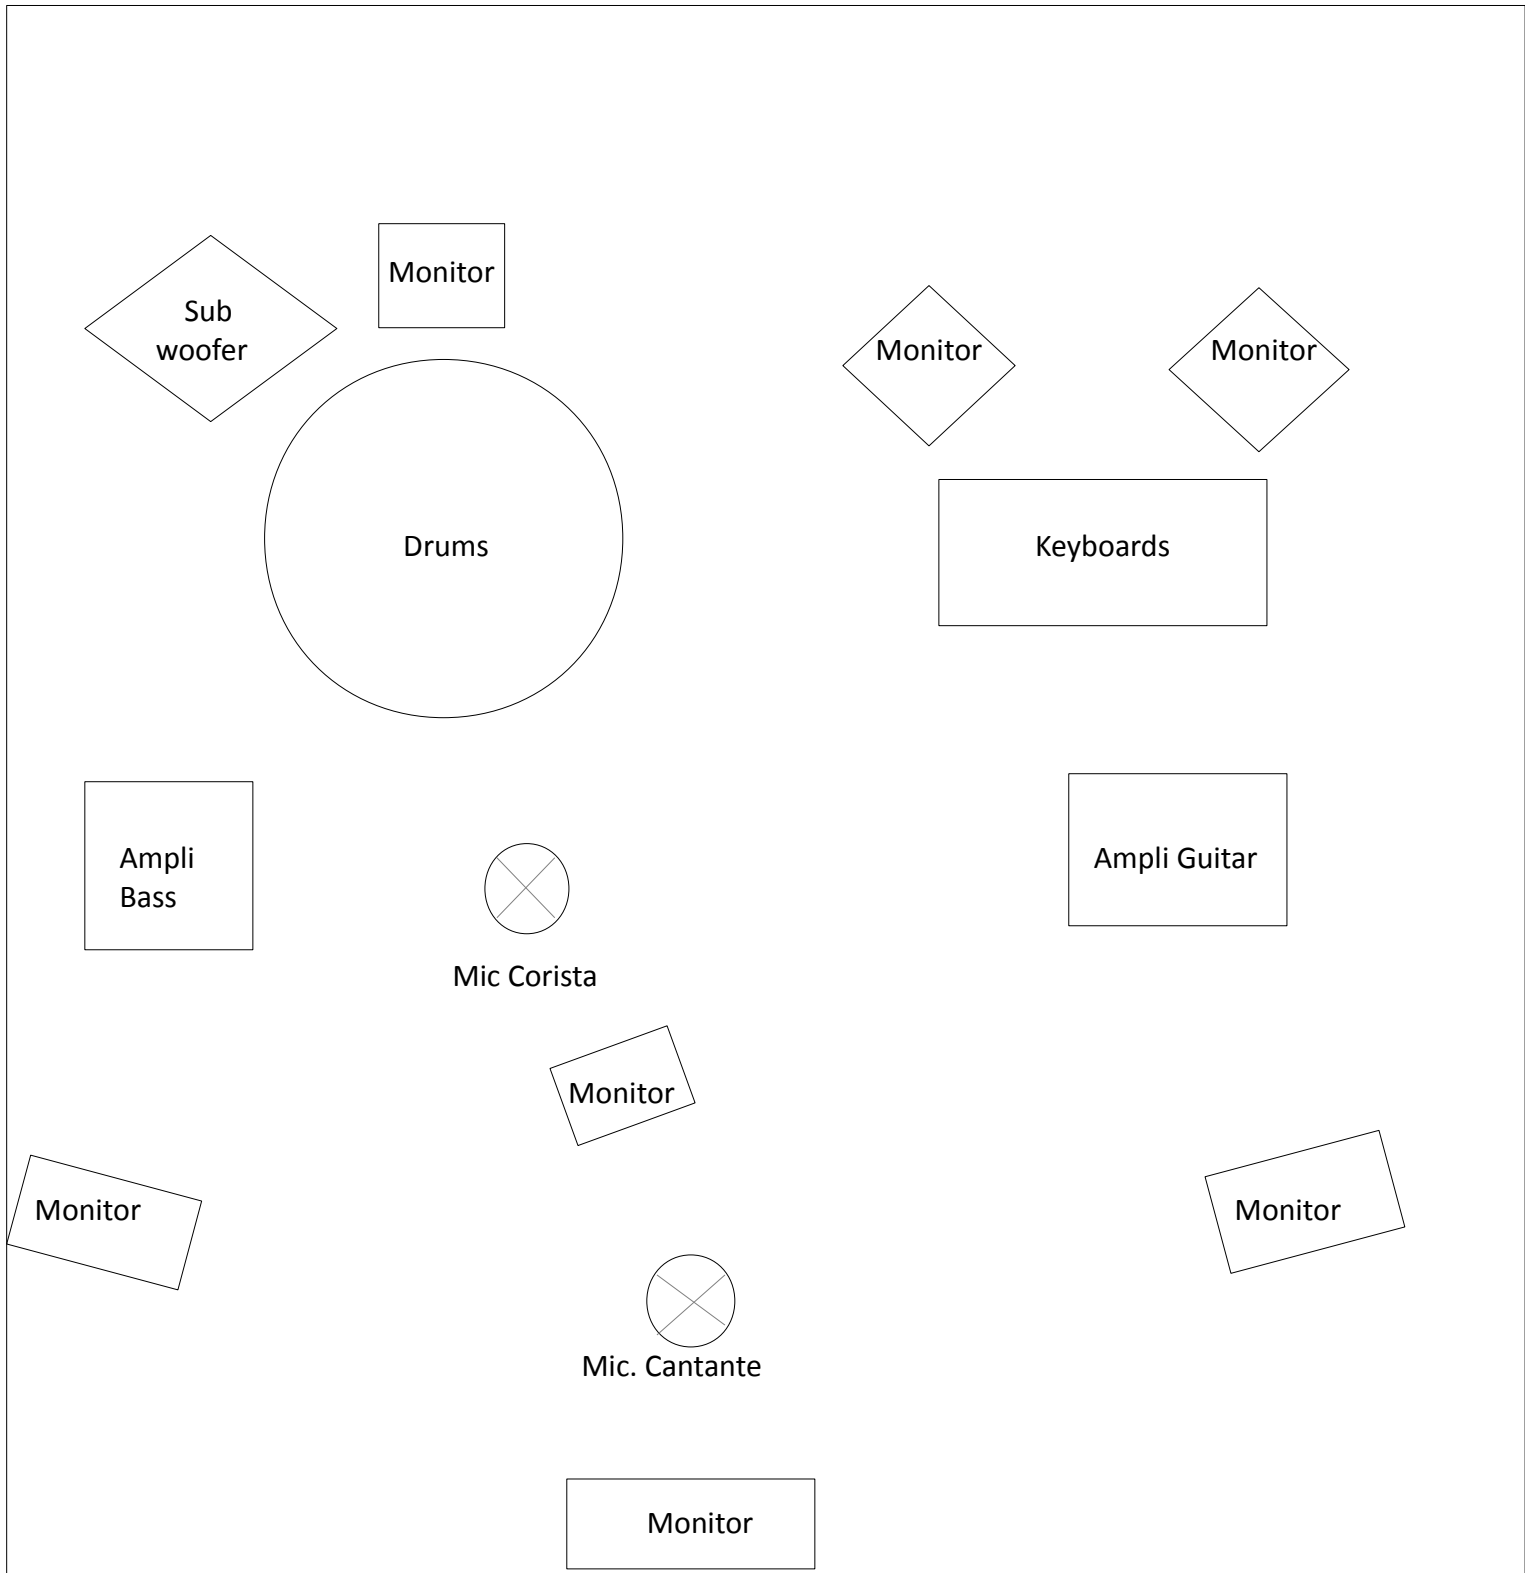 Monitor
Sub
woofer
Monitor
Monitor
Drums
Keyboards
Ampli
Bass
Ampli Guitar
Mic Corista
Monitor
Monitor
Monitor
Mic. Cantante
Monitor